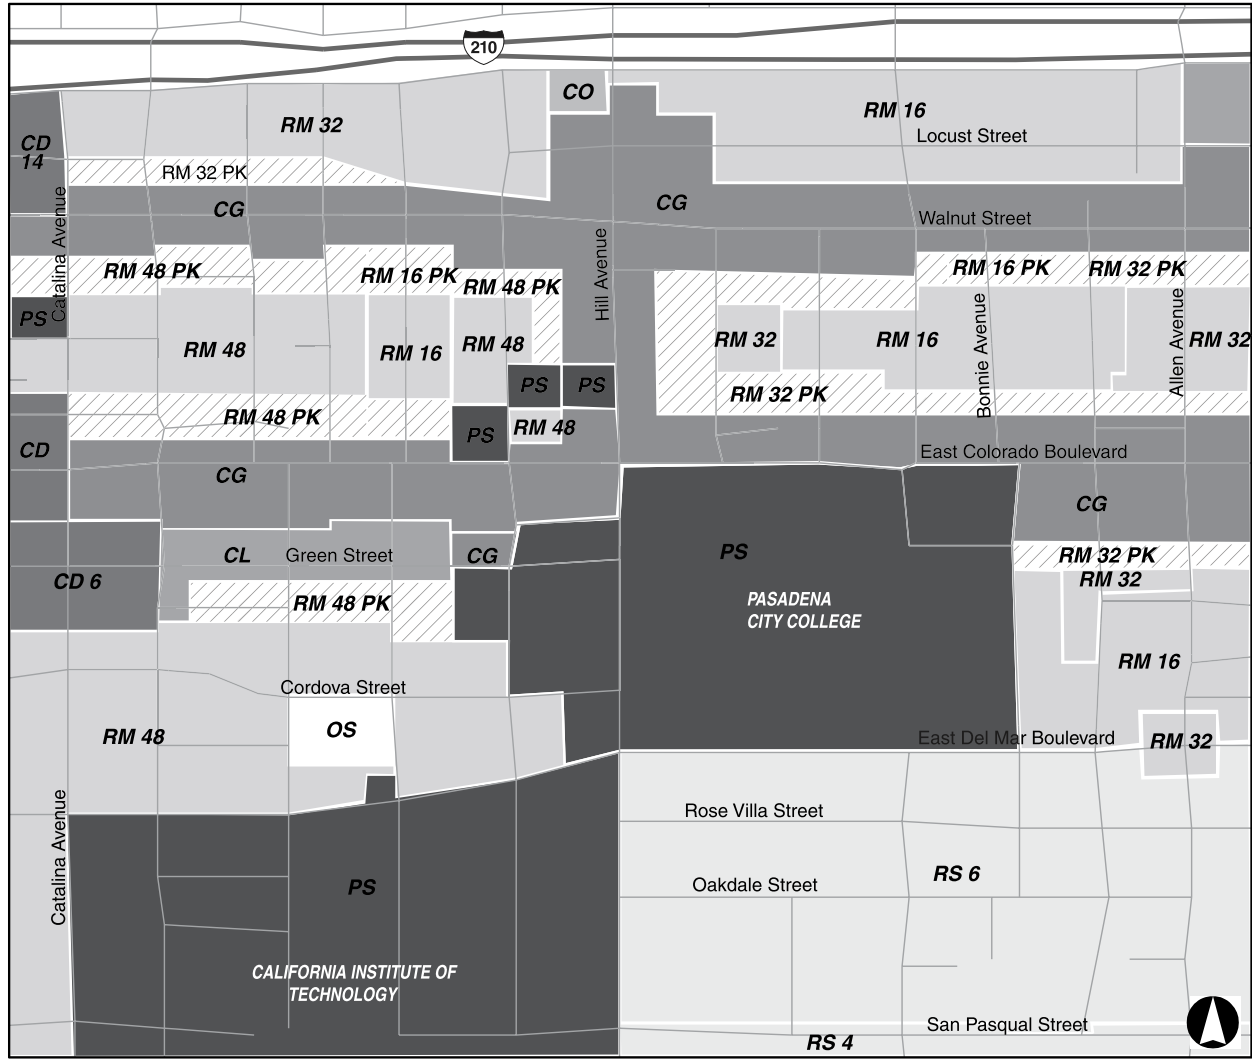 210
CO
RM 16
RM 32
Locust Street
CD
14
RM 32 PK
Catalina Avenue
CG
CG
Walnut Street
Hill Avenue
RM 48 PK
RM 16 PK
RM 48 PK
RM 16 PK
RM 32 PK
PS
RM 48
RM 16
RM 48
RM 32
RM 16
Bonnie Avenue
Allen Avenue
RM 32
PS
PS
RM 32 PK
RM 48 PK
RM 48
PS
CD
East Colorado Boulevard
CG
CG
CL
Green Street
CG
PS
RM 32 PK
CD 6
RM 32
RM 48 PK
PASADENA
CITY COLLEGE
RM 16
Cordova Street
RM 48
OS
East Del Mar Boulevard
RM 32
Catalina Avenue
Rose Villa Street
RS 6
PS
Oakdale Street
CALIFORNIA INSTITUTE OF
TECHNOLOGY
San Pasqual Street
RS 4